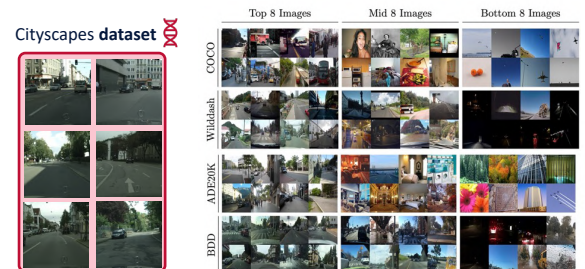 Cityscapes dataset
Top 8 Images
Mid 8 Images
Bottom 8 Images
COCO
Wilddash
ADE20K
BDD